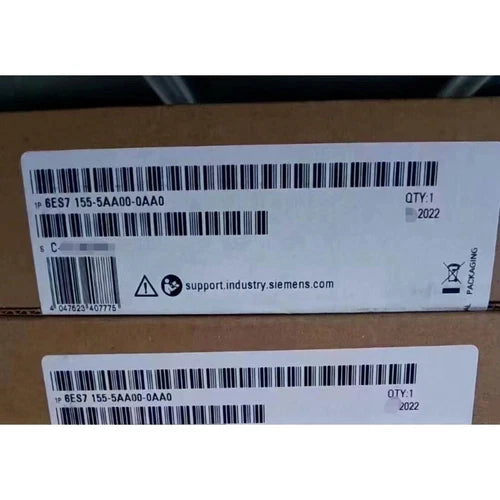 1P 6ES7 155-5AA00-0AA0
QTY:1
2022
S C-
support.industry.siemens.com
ORIGINAL PACKAGING
4 047623 407775
1P 6ES7 155-5AA00-0AA0
QTY:1
2022